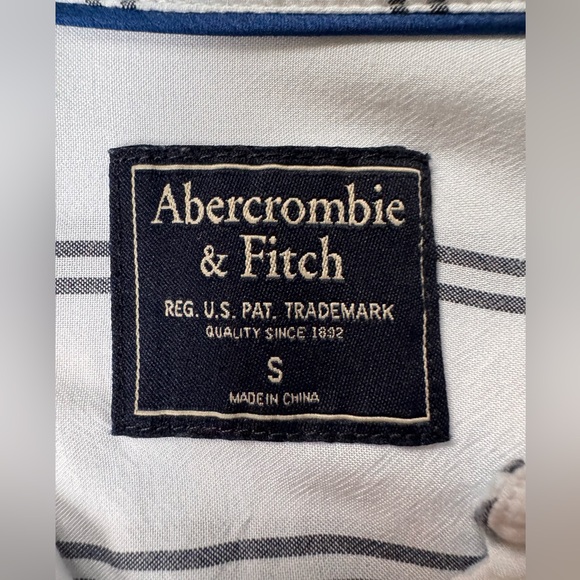 Abercrombie
& Fitch
REG. U.S. PAT. TRADEMARK
QUALITY SINCE 1892
S
MADE IN CHINA